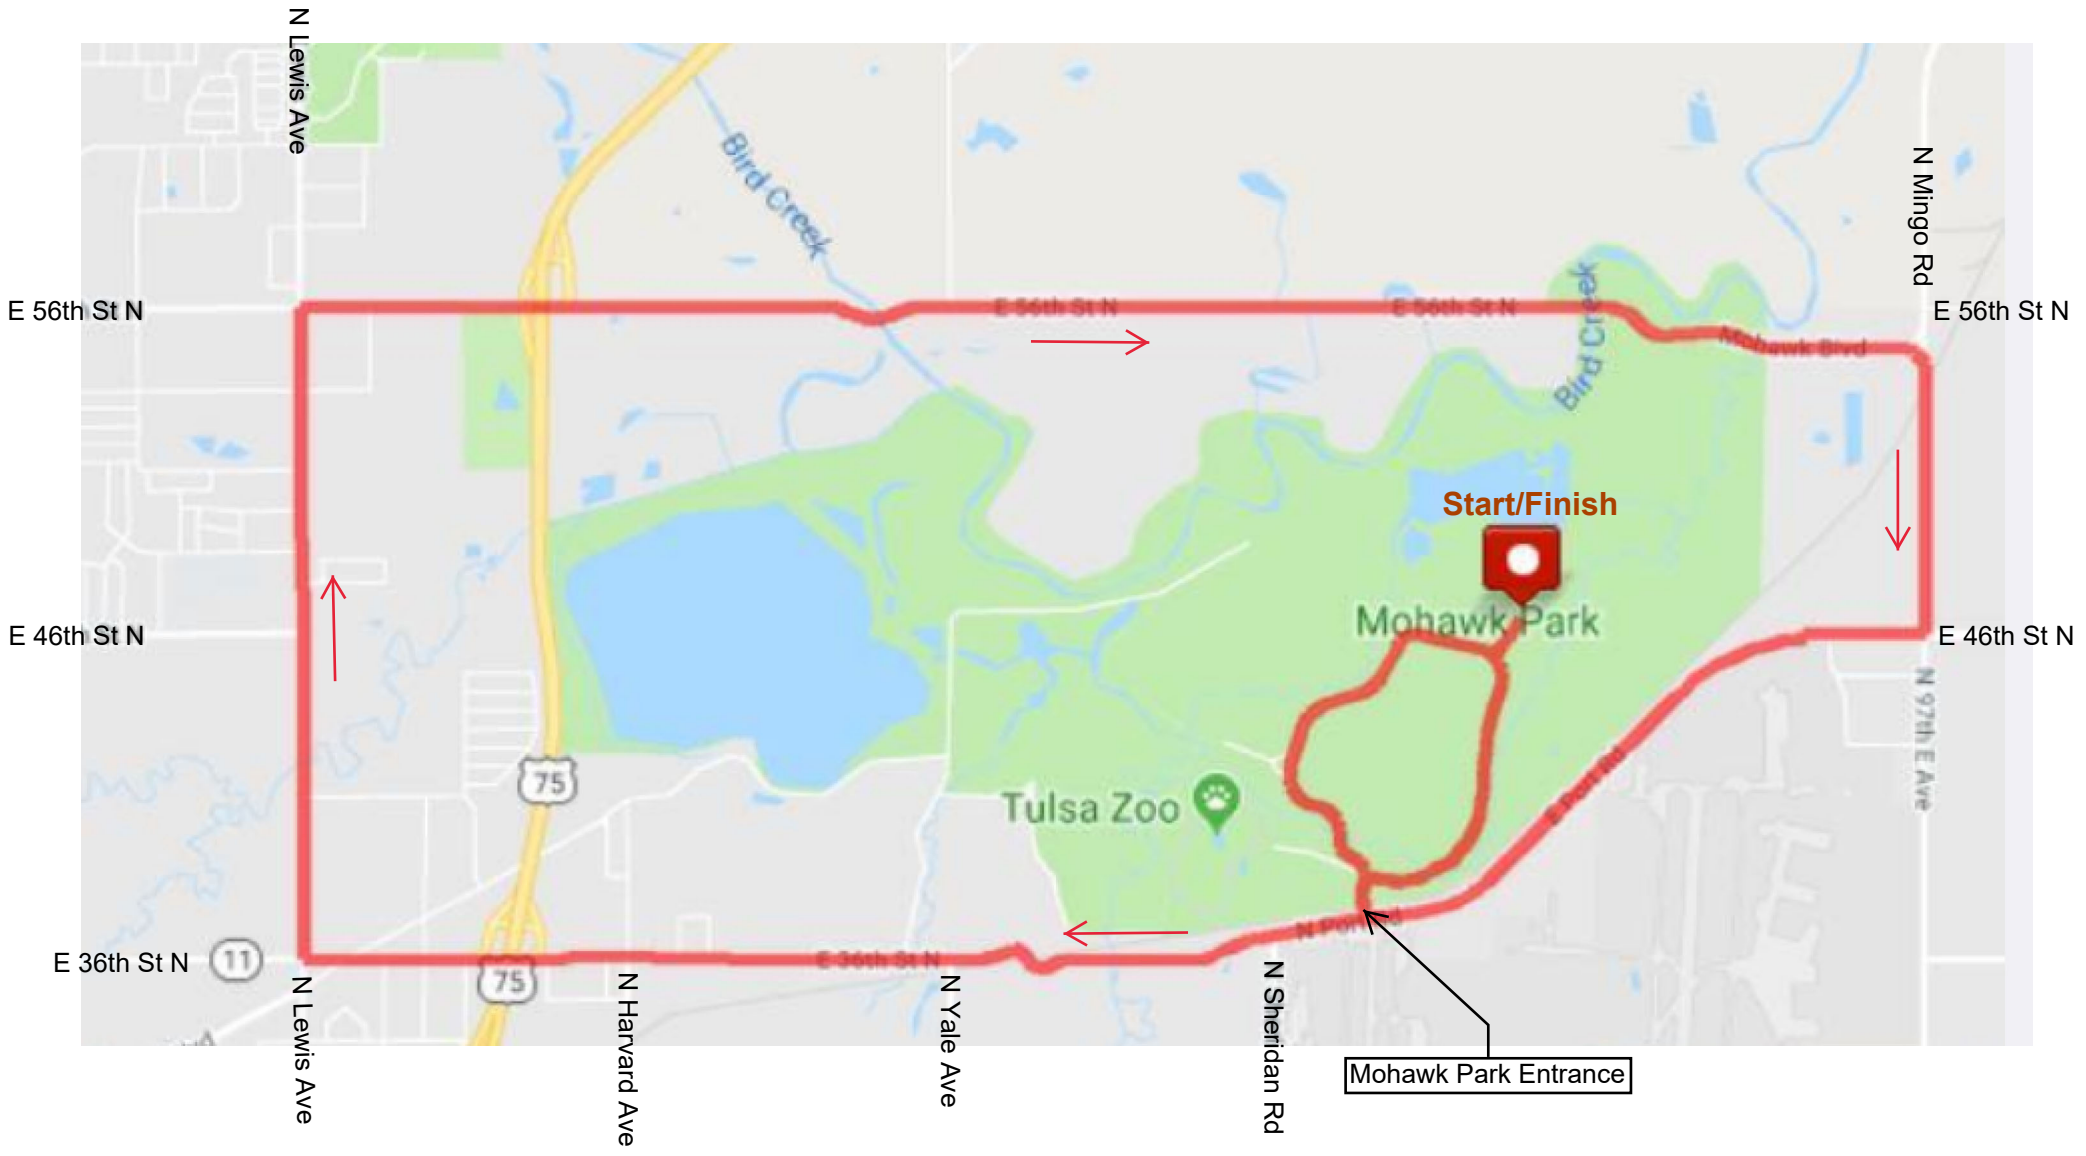 N Lewis Ave
Bird Creek
N Mingo Rd
E 56th St N
E 56th St N
E 56th St N
Bird Creek
E 56th St N
Mohawk Blvd
Start/Finish
Mohawk Park
E 46th St N
E 46th St N
N 97th E Ave
75
Tulsa Zoo
E Port Rd
N Port Rd
E 36th St N
11
75
E 36th St N
N Lewis Ave
N Harvard Ave
N Yale Ave
N Sheridan Rd
Mohawk Park Entrance